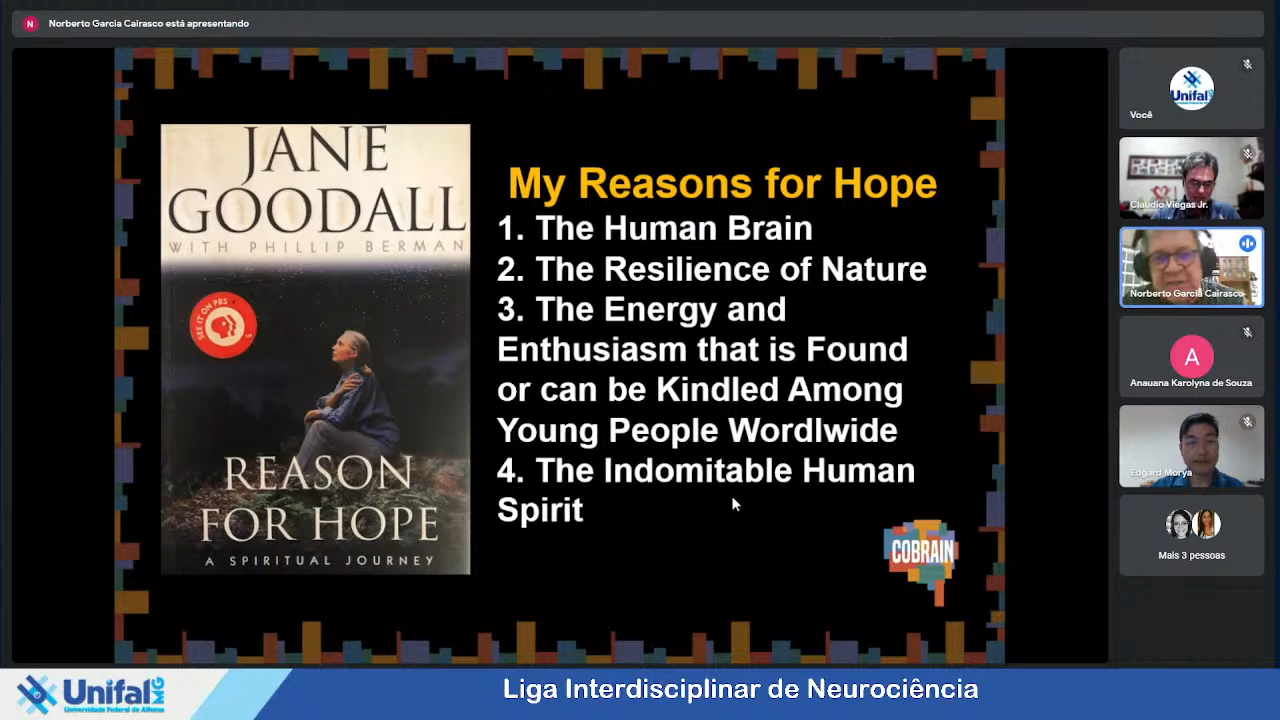 N Norberto Garcia Cairasco está apresentando
JANE
GOODALL
WITH PHILLIP BERMAN
SEE IT ON PBS
REASON
FOR HOPE
A SPIRITUAL JOURNEY
My Reasons for Hope
1. The Human Brain
2. The Resilience of Nature
3. The Energy and
Enthusiasm that is Found
or can be Kindled Among
Young People Wordlwide
4. The Indomitable Human
Spirit
COBRAIN
Unifal
Você
Claudio Viegas Jr.
Norberto Garcia Cairasco
A
Anauana Karolyna de Souza
Edgard Morya
Mais 3 pessoas
Unifal MG
Universidade Federal de Alfenas
Liga Interdisciplinar de Neurociência